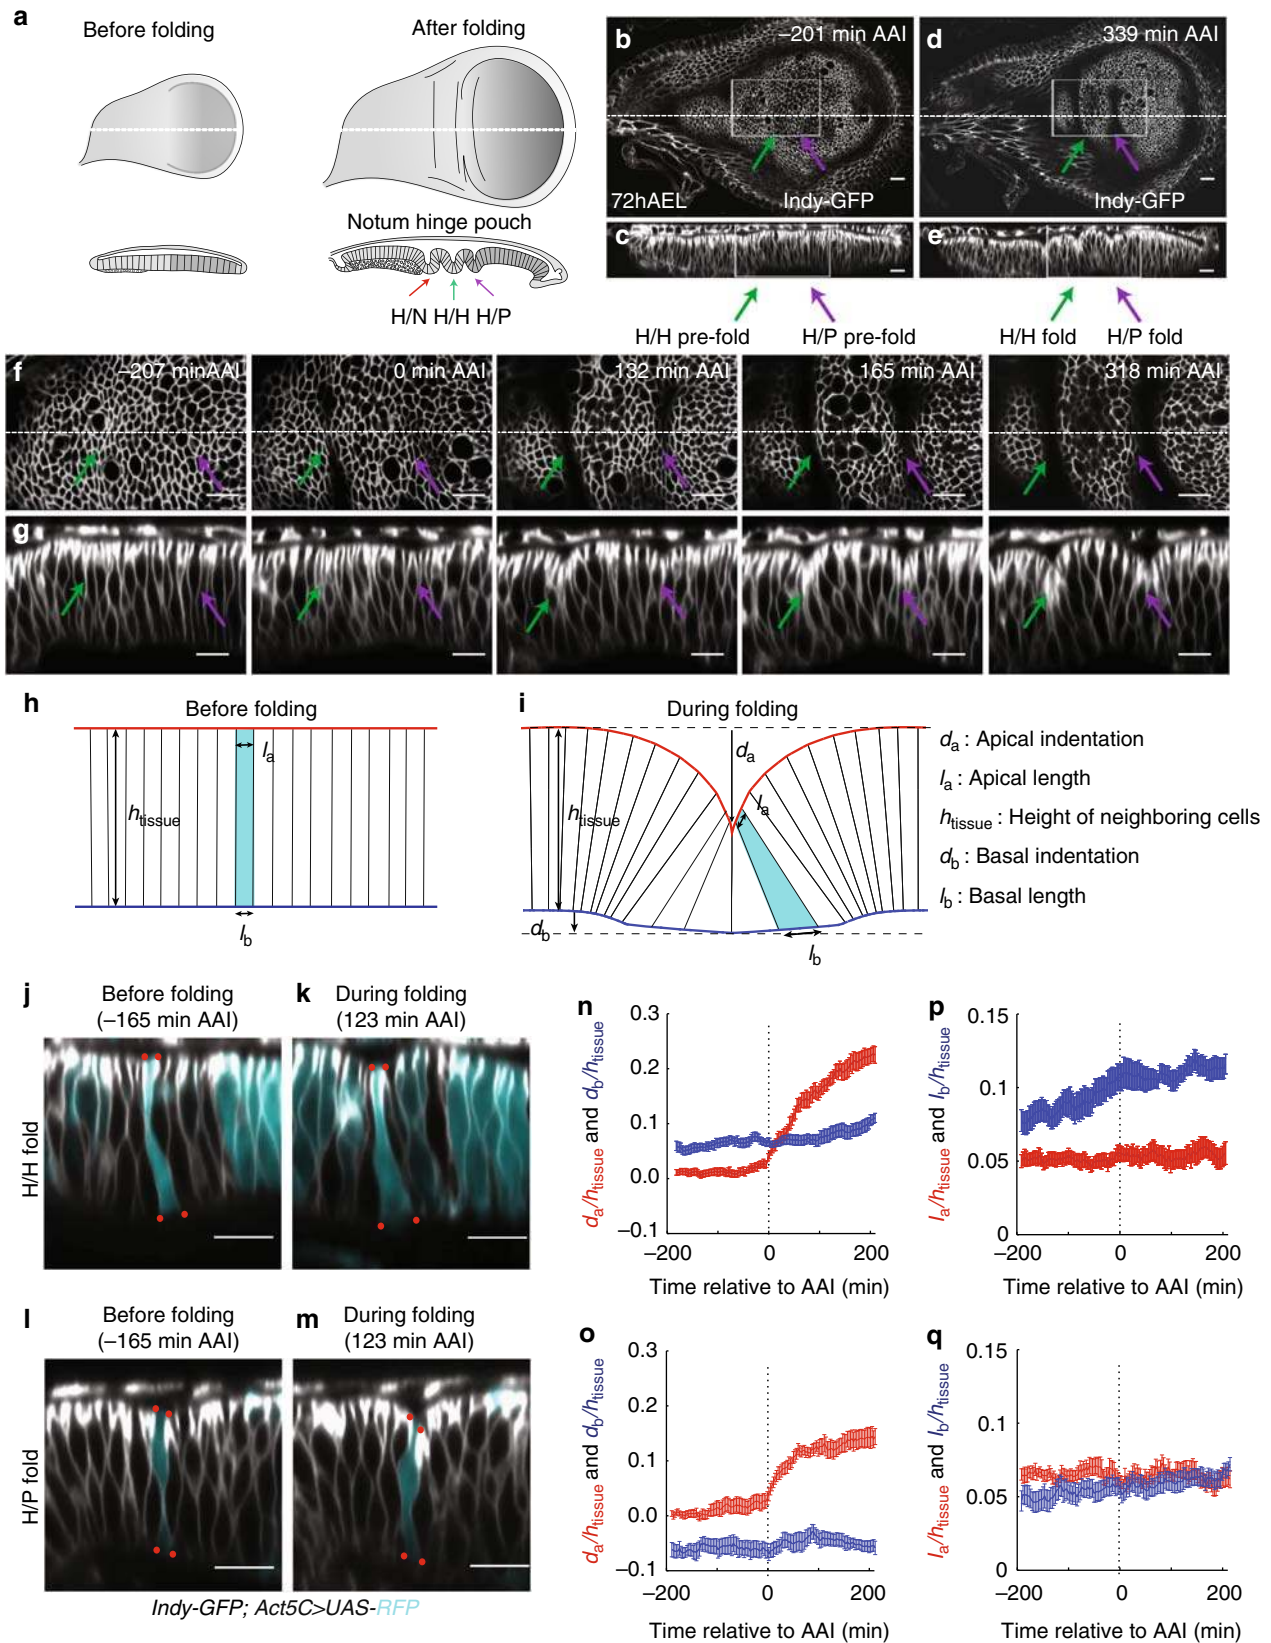 a
Before folding
After folding
Notum hinge pouch
H/N H/H H/P
b
–201 min AAI
72hAEL
Indy-GFP
c
d
339 min AAI
Indy-GFP
e
H/H pre-fold
H/P pre-fold
H/H fold
H/P fold
f
–207 minAAI
0 min AAI
132 min AAI
165 min AAI
318 min AAI
g
h
Before folding
la
htissue
lb
i
During folding
da
la
htissue
db
lb
da : Apical indentation
la : Apical length
htissue : Height of neighboring cells
db : Basal indentation
lb : Basal length
j
Before folding
(–165 min AAI)
k
During folding
(123 min AAI)
H/H fold
l
Before folding
(–165 min AAI)
m
During folding
(123 min AAI)
H/P fold
Indy-GFP; Act5C>UAS-RFP
n
da/htissue and db/htissue
0.3
0.2
0.1
0.0
–0.1
–200
0
200
Time relative to AAI (min)
p
la/htissue and lb/htissue
0.15
0.1
0.05
0
–200
0
200
Time relative to AAI (min)
o
da/htissue and db/htissue
0.3
0.2
0.1
0.0
–0.1
–200
0
200
Time relative to AAI (min)
q
la/htissue and lb/htissue
0.15
0.1
0.05
0
–200
0
200
Time relative to AAI (min)